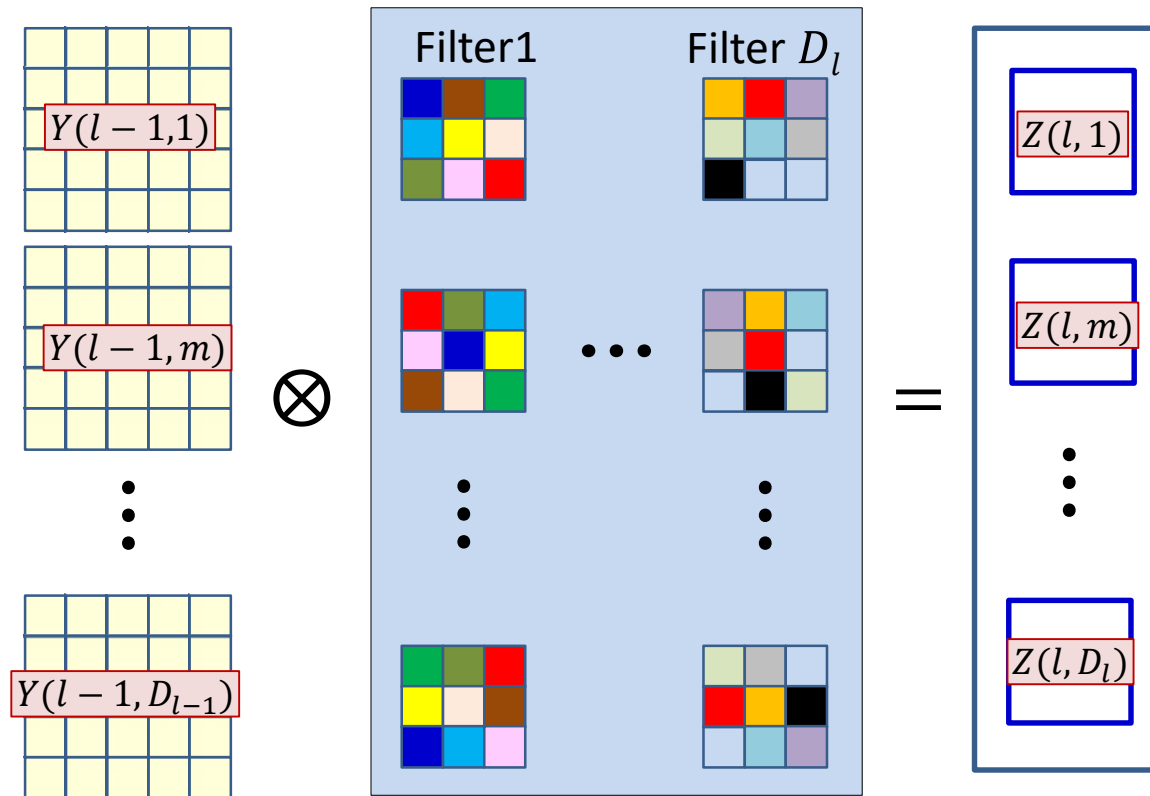 Filter1
Filter D_l
Y(l − 1,1)
Z(l, 1)
Y(l − 1, m)
Z(l, m)
⊗
=
Y(l − 1, D_{l−1})
Z(l, D_l)